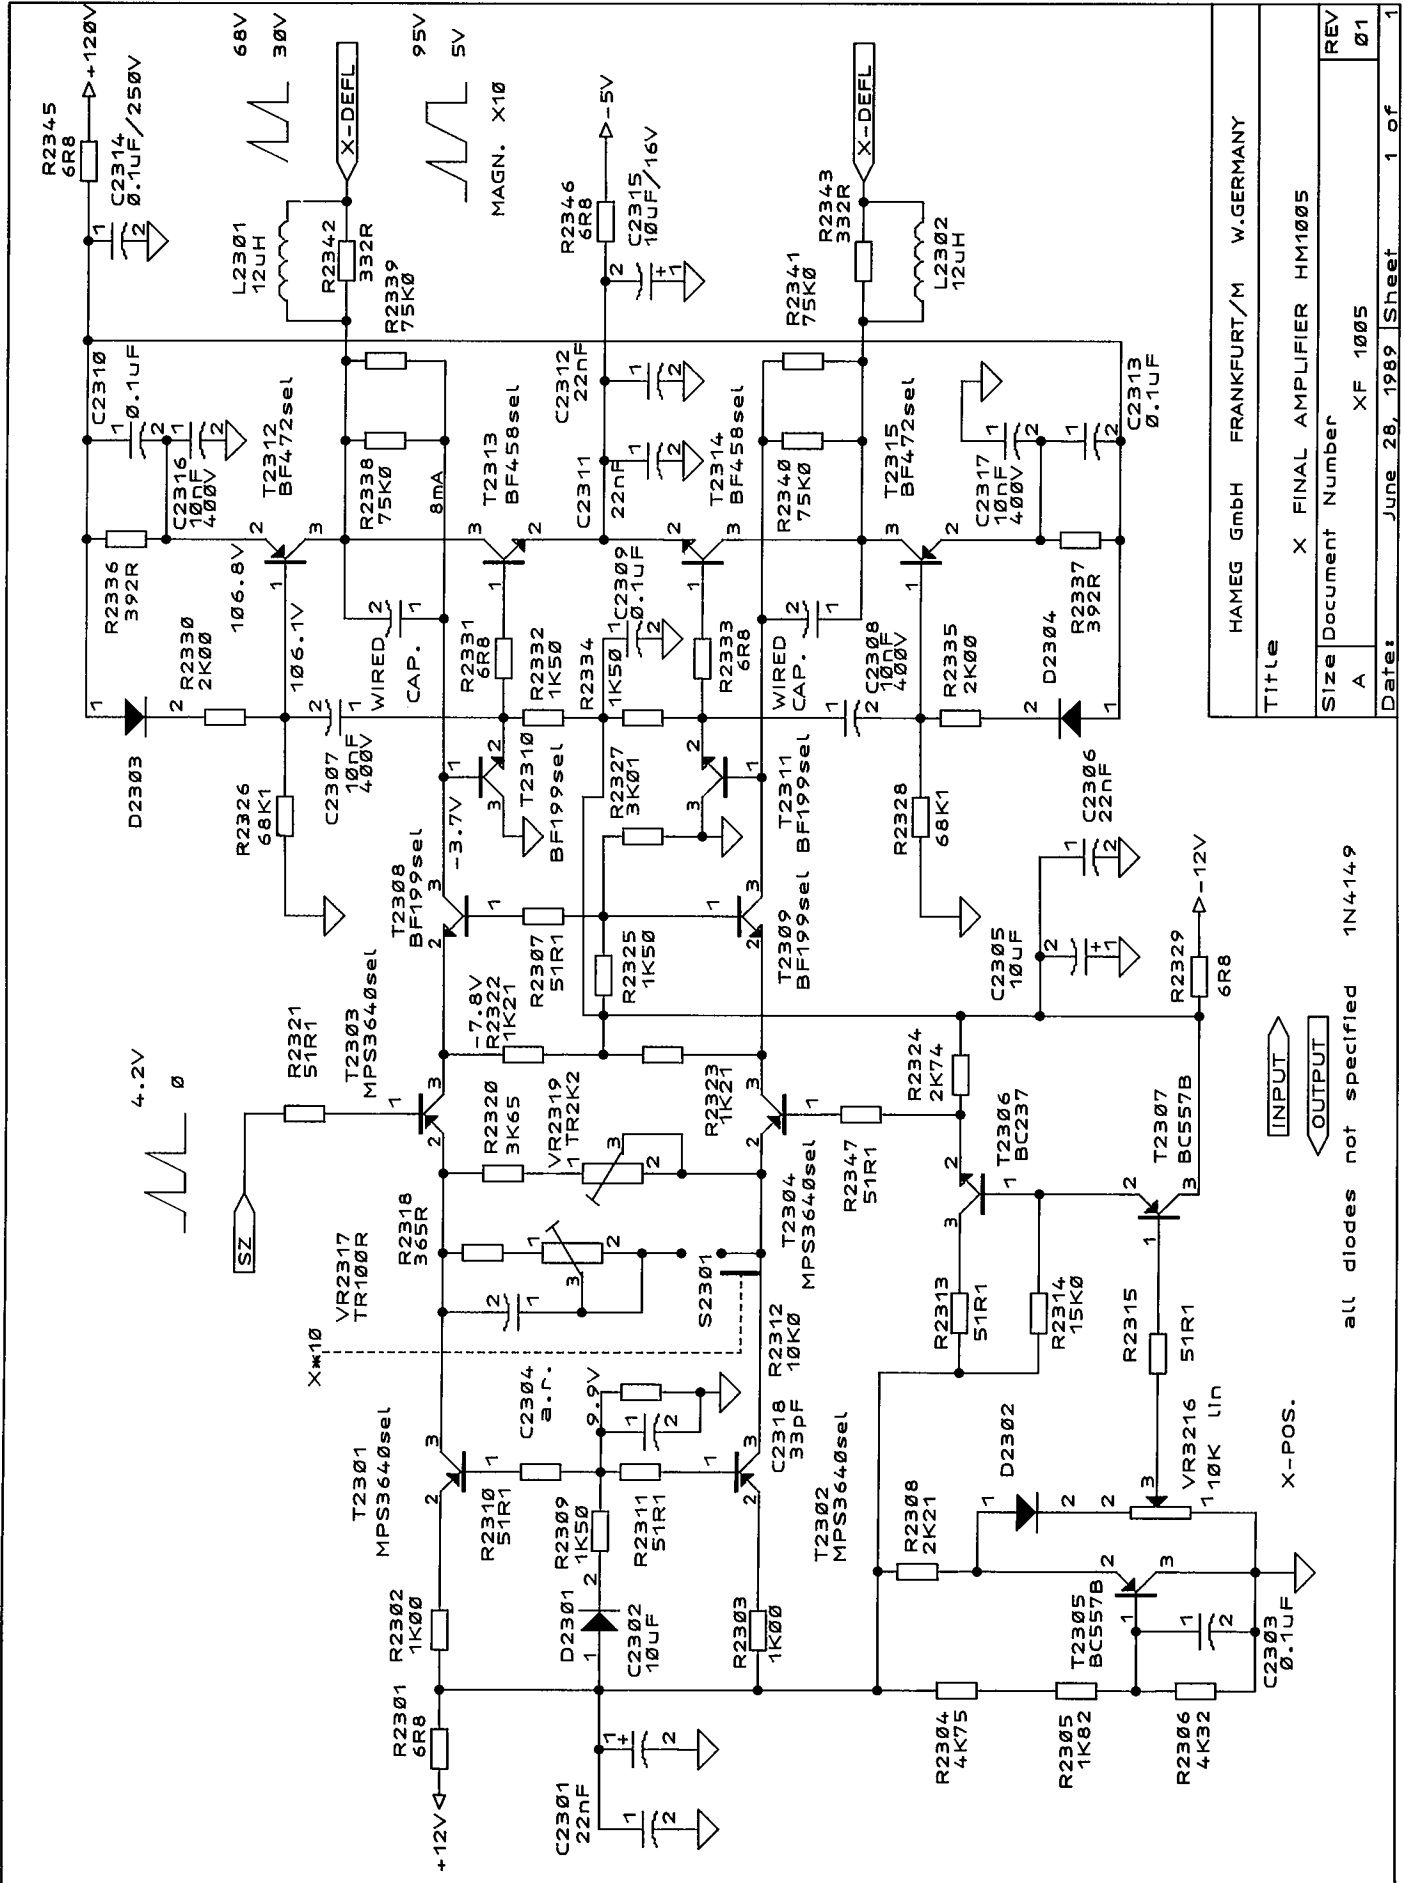 +120V
R2345
6R8
C2314
0.1uF/250V
68V
30V
95V
5V
MAGN. X10
L2301
12uH
R2342
332R
X-DEFL
R2339
75K0
C2310
0.1uF
1
2
C2316
10nF
400V
R2336
392R
T2312
BF472sel
106.8V
106.1V
R2330
2K00
D2303
R2326
68K1
C2307
10nF
400V
WIRED
CAP.
R2338
75K0
8mA
T2313
BF458sel
R2331
6R8
R2332
1K50
C2311
22nF
C2312
22nF
R2346
6R8
C2315
10uF/16V
-5V
R2334
1K50
C2309
0.1uF
T2314
BF458sel
R2333
6R8
R2340
75K0
R2341
75K0
R2343
332R
X-DEFL
L2302
12uH
T2315
BF472sel
WIRED
CAP.
C2308
10nF
400V
R2335
2K00
D2304
R2337
392R
C2317
10nF
400V
C2313
0.1uF
R2328
68K1
C2306
22nF
-3.7V
T2310
BF199sel
R2327
3K01
T2311
BF199sel
T2308
BF199sel
R2307
51R1
T2309
BF199sel
R2325
1K50
C2305
10uF
R2329
6R8
-12V
4.2V
0
SZ
R2321
51R1
T2303
MPS3640sel
-7.8V
R2322
1K21
R2320
3K65
VR2319
TR2K2
R2323
1K21
R2324
2K74
T2304
MPS3640sel
R2347
51R1
T2306
BC237
T2307
BC557B
R2318
365R
VR2317
TR100R
X*10
S2301
C2304
a.r.
9.9V
R2312
10K0
C2318
33pF
R2313
51R1
R2314
15K0
R2315
51R1
T2301
MPS3640sel
R2310
51R1
R2309
1K50
R2311
51R1
T2302
MPS3640sel
R2302
1K00
D2301
C2302
10uF
R2303
1K00
R2301
6R8
+12V
C2301
22nF
R2308
2K21
D2302
VR3216
10K lin
X-POS.
T2305
BC557B
R2304
4K75
R2305
1K82
R2306
4K32
C2303
0.1uF
INPUT
OUTPUT
all diodes not specified 1N4149
HAMEG GmbH FRANKFURT/M W.GERMANY
Title
X FINAL AMPLIFIER HM1005
Size Document Number REV
A XF 1005 01
Date: June 28, 1989 Sheet 1 of 1